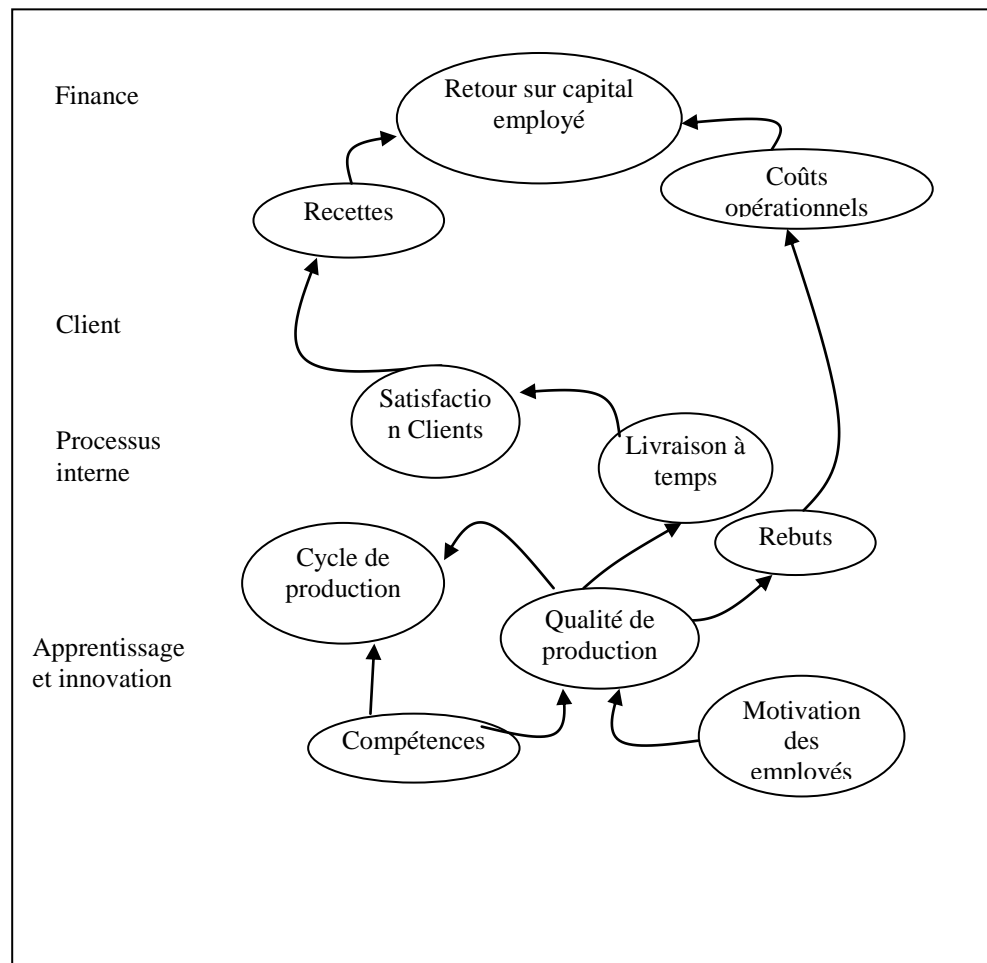 Finance
Retour sur capital
employé
Coûts
opérationnels
Recettes
Client
Satisfactio
n Clients
Processus
interne
Livraison à
temps
Rebuts
Cycle de
production
Qualité de
production
Apprentissage
et innovation
Motivation
des
employés
Compétences